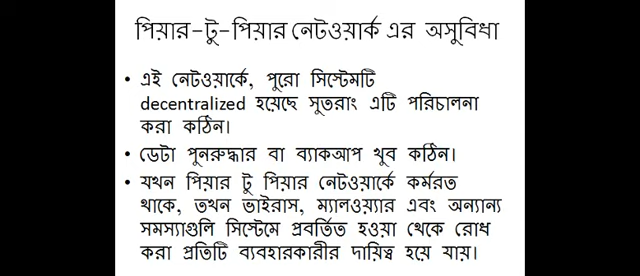 পিয়ার-টু-পিয়ার নেটওয়ার্ক এর অসুবিধা
• এই নেটওয়ার্কে, পুরো সিস্টেমটি
decentralized হয়েছে সুতরাং এটি পরিচালনা
করা কঠিন।
• ডেটা পুনরুদ্ধার বা ব্যাকআপ খুব কঠিন।
• যখন পিয়ার টু পিয়ার নেটওয়ার্কে কর্মরত
থাকে, তখন ভাইরাস, ম্যালওয়্যার এবং অন্যান্য
সমস্যাগুলি সিস্টেমে প্রবর্তিত হওয়া থেকে রোধ
করা প্রতিটি ব্যবহারকারীর দায়িত্ব হয়ে যায়।